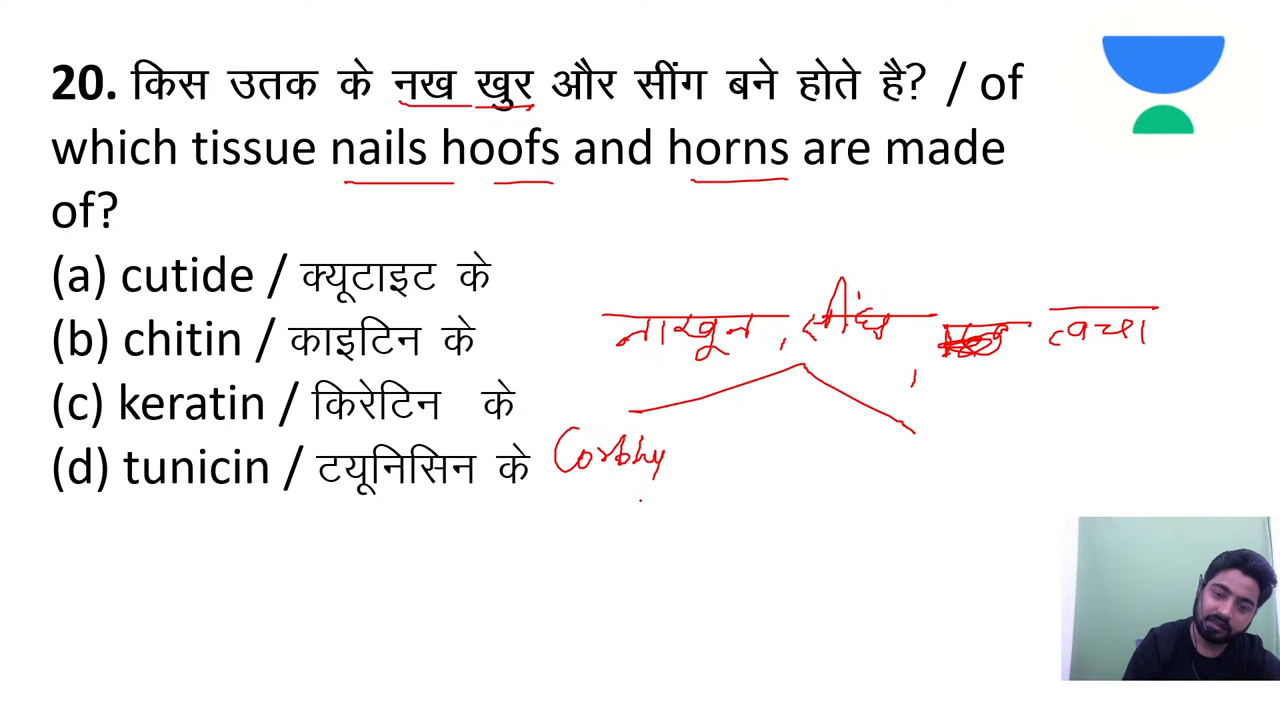 20. किस उतक के नख खुर और सींग बने होते है? / of
which tissue nails hoofs and horns are made
of?
(a) cutide / क्यूटाइट के
(b) chitin / काइटिन के
(c) keratin / किरेटिन के
(d) tunicin / टयूनिसिन के
नाखून, सींघ, त्वचा